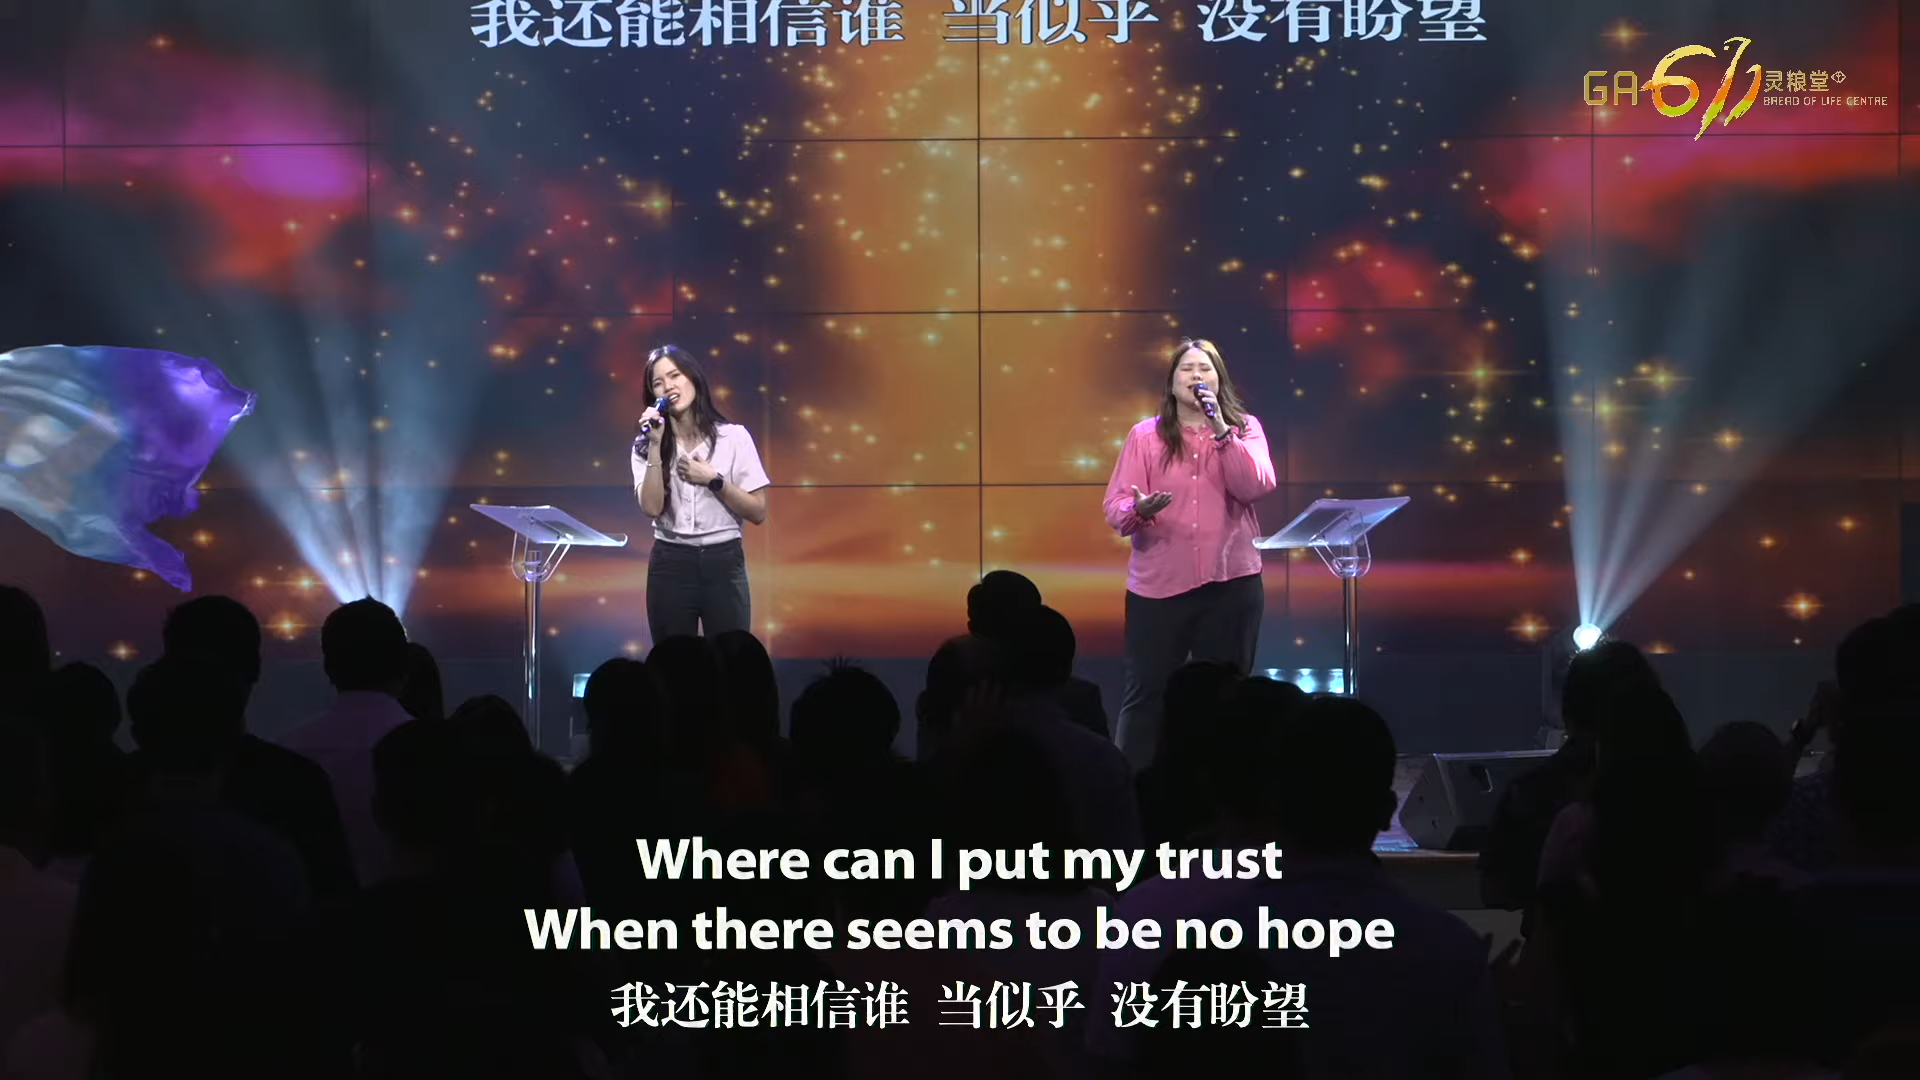 我还能相信谁 当似乎 没有盼望
GA 611 灵粮堂
BREAD OF LIFE CENTRE
Where can I put my trust
When there seems to be no hope
我还能相信谁 当似乎 没有盼望